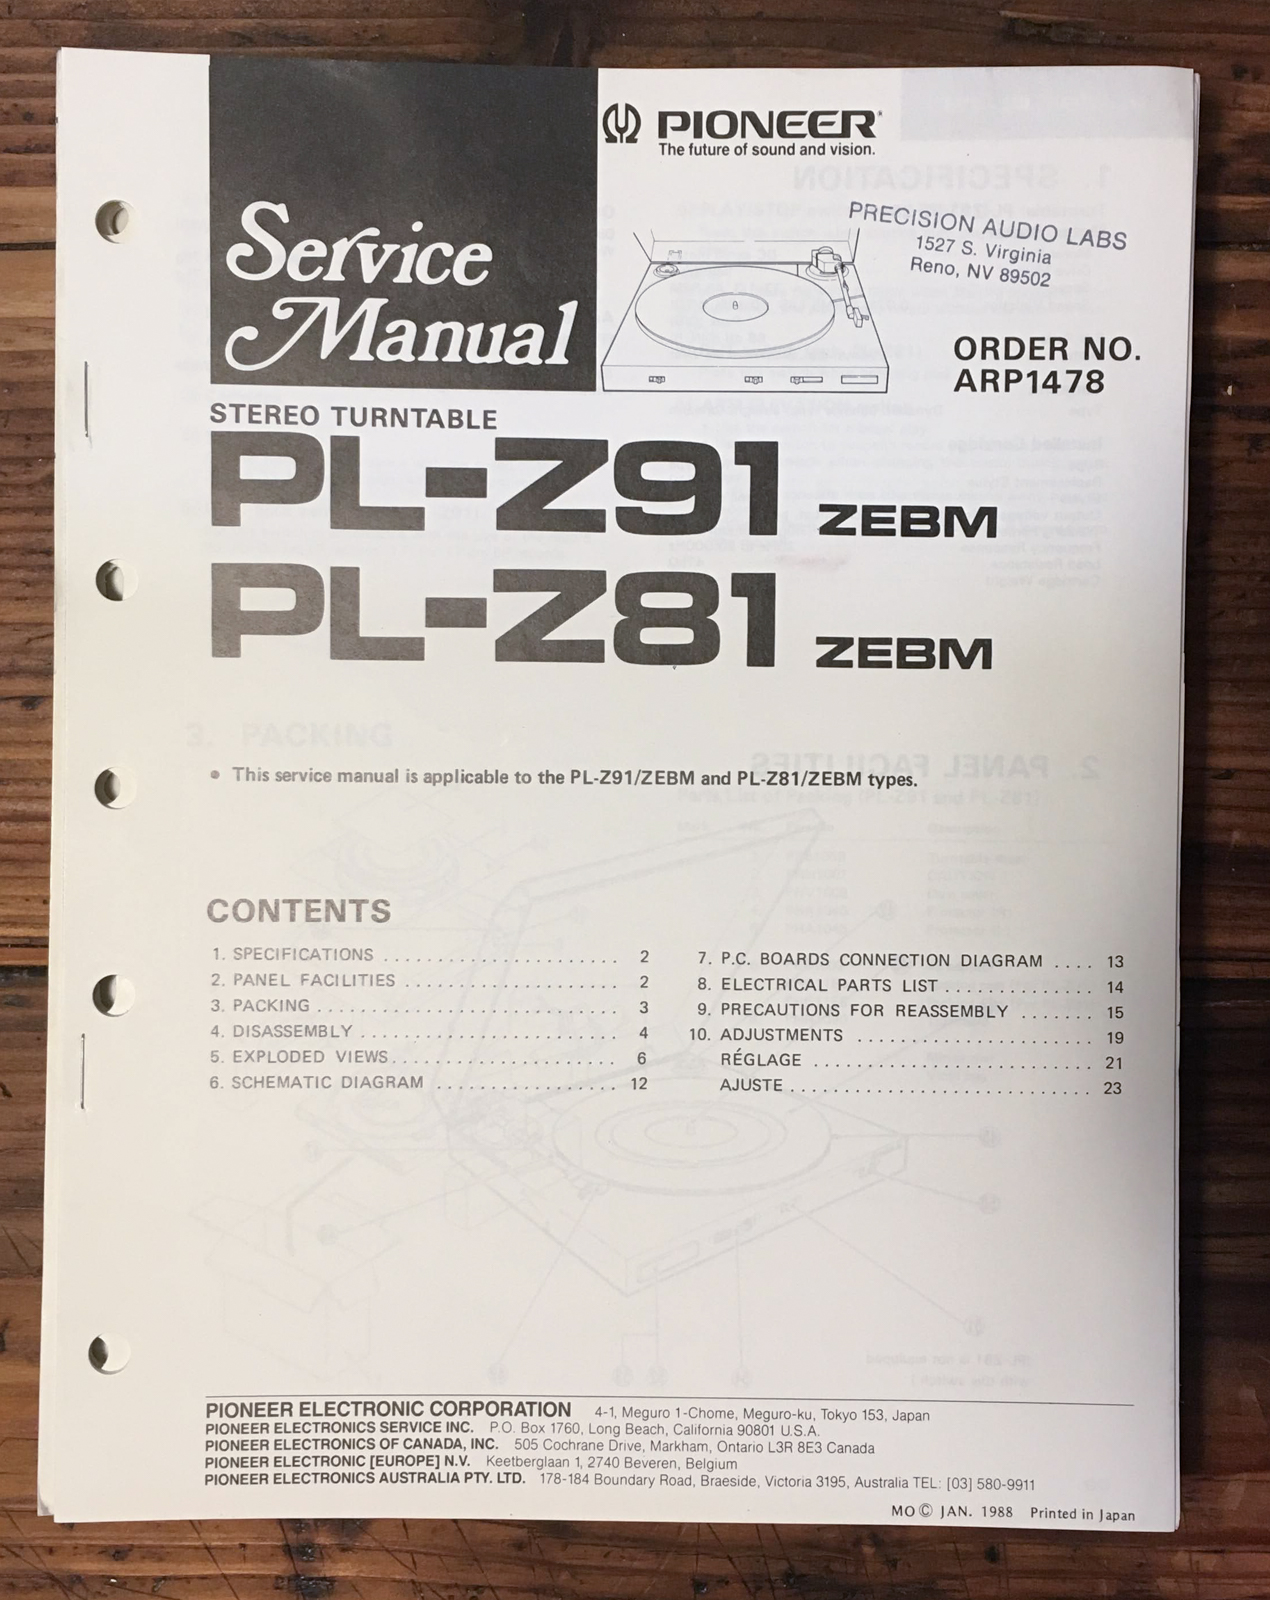 PIONEER
The future of sound and vision.
Service
Manual
PRECISION AUDIO LABS
1527 S. Virginia
Reno, NV 89502
ORDER NO.
ARP1478
STEREO TURNTABLE
PL-Z91 ZEBM
PL-Z81 ZEBM
3. PACKING
2. PANEL FACILITIES
1. SPECIFICATION
• This service manual is applicable to the PL-Z91/ZEBM and PL-Z81/ZEBM types.
CONTENTS
1. SPECIFICATIONS ...................... 2
2. PANEL FACILITIES .................... 2
3. PACKING ............................ 3
4. DISASSEMBLY ........................ 4
5. EXPLODED VIEWS ..................... 6
6. SCHEMATIC DIAGRAM ................. 12
7. P.C. BOARDS CONNECTION DIAGRAM .... 13
8. ELECTRICAL PARTS LIST .............. 14
9. PRECAUTIONS FOR REASSEMBLY ....... 15
10. ADJUSTMENTS ...................... 19
RÉGLAGE .......................... 21
AJUSTE ............................ 23
PIONEER ELECTRONIC CORPORATION 4-1, Meguro 1-Chome, Meguro-ku, Tokyo 153, Japan
PIONEER ELECTRONICS SERVICE INC. P.O. Box 1760, Long Beach, California 90801 U.S.A.
PIONEER ELECTRONICS OF CANADA, INC. 505 Cochrane Drive, Markham, Ontario L3R 8E3 Canada
PIONEER ELECTRONIC [EUROPE] N.V. Keetberglaan 1, 2740 Beveren, Belgium
PIONEER ELECTRONICS AUSTRALIA PTY. LTD. 178-184 Boundary Road, Braeside, Victoria 3195, Australia TEL: [03] 580-9911
MO © JAN. 1988 Printed in Japan